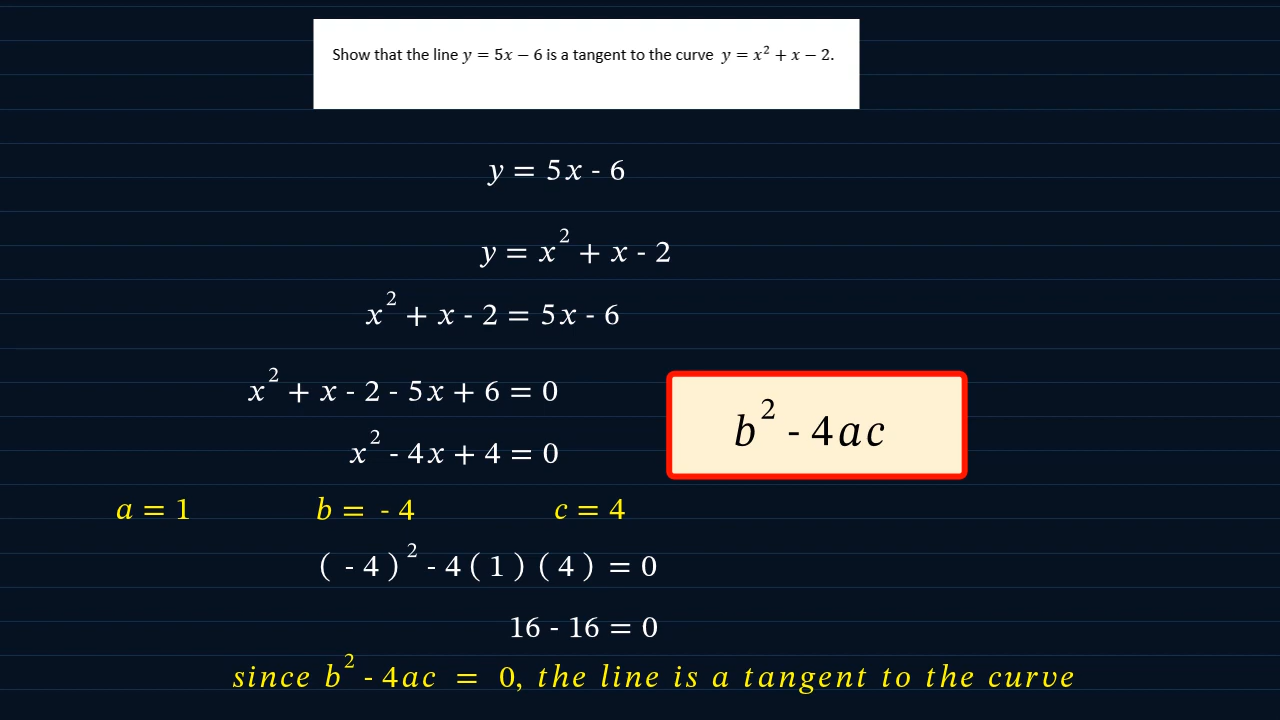 Show that the line y = 5x − 6 is a tangent to the curve y = x² + x − 2.
y = 5x - 6
y = x² + x - 2
x² + x - 2 = 5x - 6
x² + x - 2 - 5x + 6 = 0
b² - 4ac
x² - 4x + 4 = 0
a = 1 b = - 4 c = 4
( - 4 )² - 4 ( 1 ) ( 4 ) = 0
16 - 16 = 0
since b² - 4ac = 0, the line is a tangent to the curve